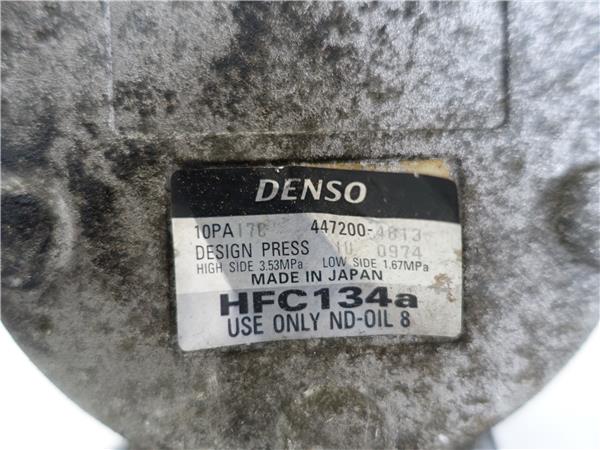 DENSO
10PA17C 447200-4813
DESIGN PRESS 0974
HIGH SIDE 3.53MPa LOW SIDE 1.67MPa
MADE IN JAPAN
HFC134a
USE ONLY ND-OIL 8